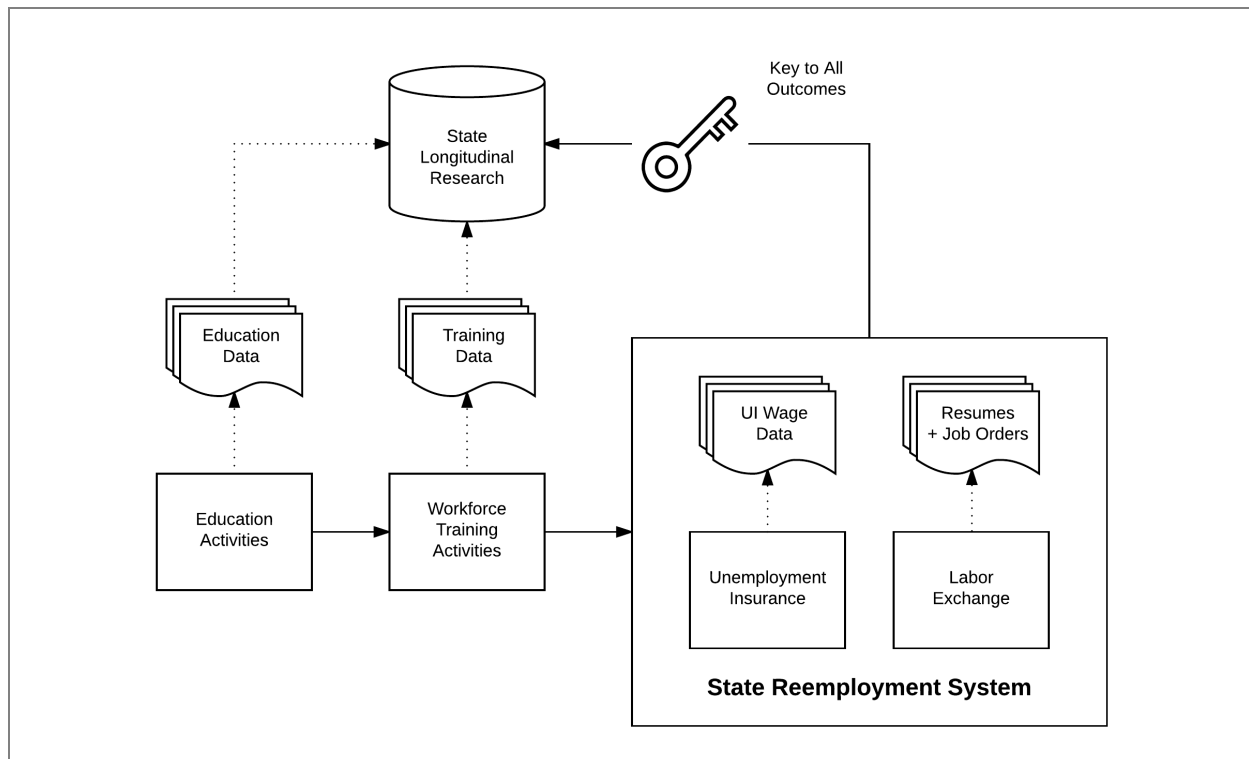 Key to All
Outcomes
State
Longitudinal
Research
Education
Data
Training
Data
UI Wage
Data
Resumes
+ Job Orders
Education
Activities
Workforce
Training
Activities
Unemployment
Insurance
Labor
Exchange
State Reemployment System